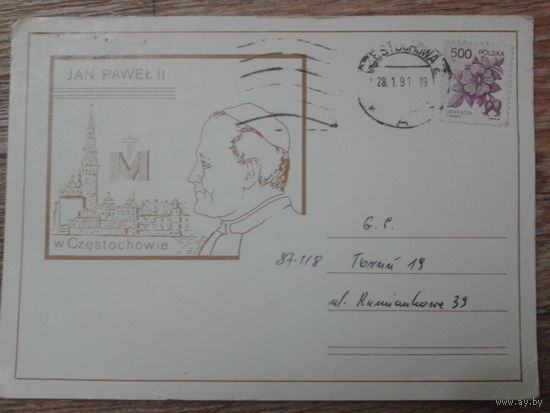 JAN PAWEŁ II
M
w Częstochowie
CZĘSTOCHOWA
28.1.91 19
A
500 POLSKA
G.C.
87-118 Toruń 19
ul. Rumiankowa 39
www.ay.by